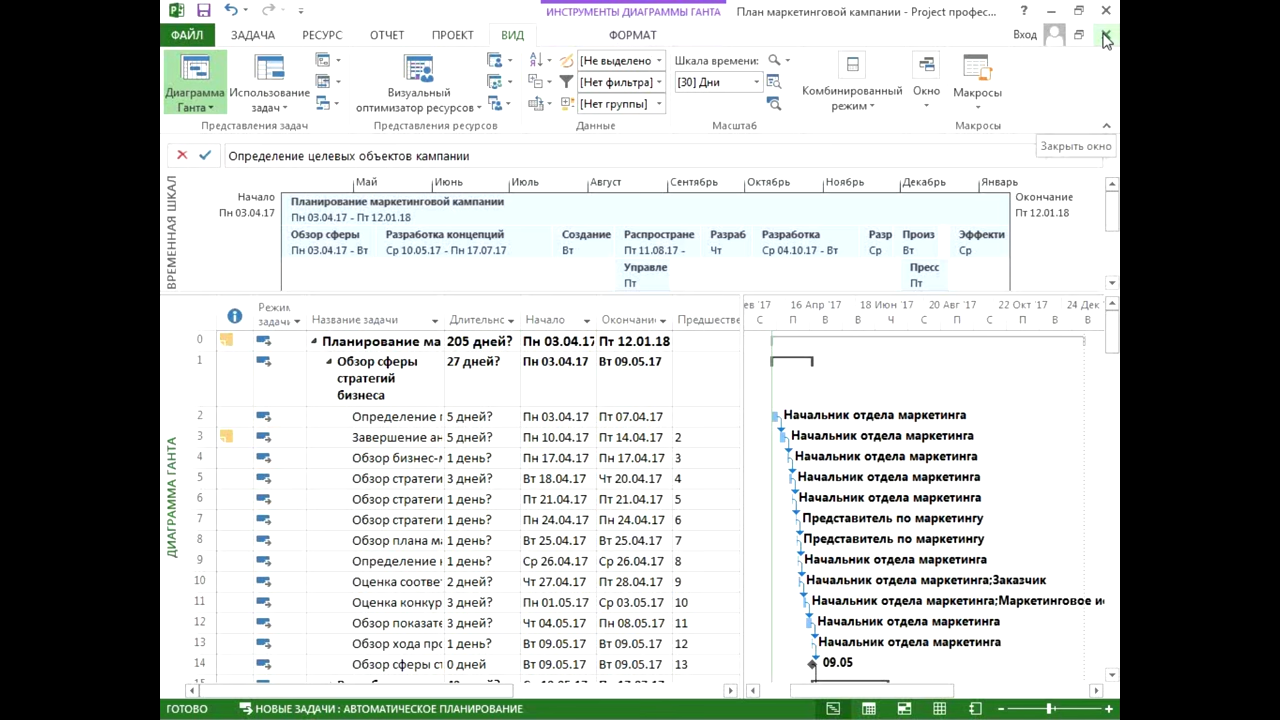 ИНСТРУМЕНТЫ ДИАГРАММЫ ГАНТА
План маркетинговой кампании - Project професс...
?
ФАЙЛ ЗАДАЧА РЕСУРС ОТЧЕТ ПРОЕКТ ВИД ФОРМАТ Вход
Диаграмма Ганта
Использование задач
Представления задач
Визуальный оптимизатор ресурсов
Представления ресурсов
[Не выделено]
[Нет фильтра]
[Нет группы]
Данные
Шкала времени:
[30] Дни
Масштаб
Комбинированный режим
Окно
Макросы
Макросы
Закрыть окно
Определение целевых объектов кампании
ВРЕМЕННАЯ ШКАЛ
Май Июнь Июль Август Сентябрь Октябрь Ноябрь Декабрь Январь
Начало
Пн 03.04.17
Окончание
Пт 12.01.18
Планирование маркетинговой кампании
Пн 03.04.17 - Пт 12.01.18
Обзор сферы Разработка концепций Создание Распростране Разраб Разработка Разр Произ Эффекти
Пн 03.04.17 - Вт Ср 10.05.17 - Пн 17.07.17 Вт Пт 11.08.17 - Чт Ср 04.10.17 - Вт Ср Вт Ср
Управле Пресс
Пт Пт
ДИАГРАММА ГАНТА
Режим задачи Название задачи Длительнс Начало Окончани Предшестве
ев '17 16 Апр '17 18 Июн '17 20 Авг '17 22 Окт '17 24 Дек
С П В В Ч С П В В
0 Планирование ма 205 дней? Пн 03.04.17 Пт 12.01.18
1 Обзор сферы стратегий бизнеса 27 дней? Пн 03.04.17 Вт 09.05.17
2 Определение 5 дней? Пн 03.04.17 Пт 07.04.17 Начальник отдела маркетинга
3 Завершение ан 5 дней? Пн 10.04.17 Пт 14.04.17 2 Начальник отдела маркетинга
4 Обзор бизнес-м 1 день? Пн 17.04.17 Пн 17.04.17 3 Начальник отдела маркетинга
5 Обзор стратеги 3 дней? Вт 18.04.17 Чт 20.04.17 4 Начальник отдела маркетинга
6 Обзор стратеги 1 день? Пт 21.04.17 Пт 21.04.17 5 Начальник отдела маркетинга
7 Обзор стратеги 1 день? Пн 24.04.17 Пн 24.04.17 6 Представитель по маркетингу
8 Обзор плана ма 1 день? Вт 25.04.17 Вт 25.04.17 7 Представитель по маркетингу
9 Определение 1 день? Ср 26.04.17 Ср 26.04.17 8 Начальник отдела маркетинга
10 Оценка соотве 2 дней? Чт 27.04.17 Пт 28.04.17 9 Начальник отдела маркетинга;Заказчик
11 Оценка конкур 3 дней? Пн 01.05.17 Ср 03.05.17 10 Начальник отдела маркетинга;Маркетинговое и
12 Обзор показате 3 дней? Чт 04.05.17 Пн 08.05.17 11 Начальник отдела маркетинга
13 Обзор хода про 1 день? Вт 09.05.17 Вт 09.05.17 12 Начальник отдела маркетинга
14 Обзор сферы ст 0 дней Вт 09.05.17 Вт 09.05.17 13 09.05
ГОТОВО НОВЫЕ ЗАДАЧИ : АВТОМАТИЧЕСКОЕ ПЛАНИРОВАНИЕ